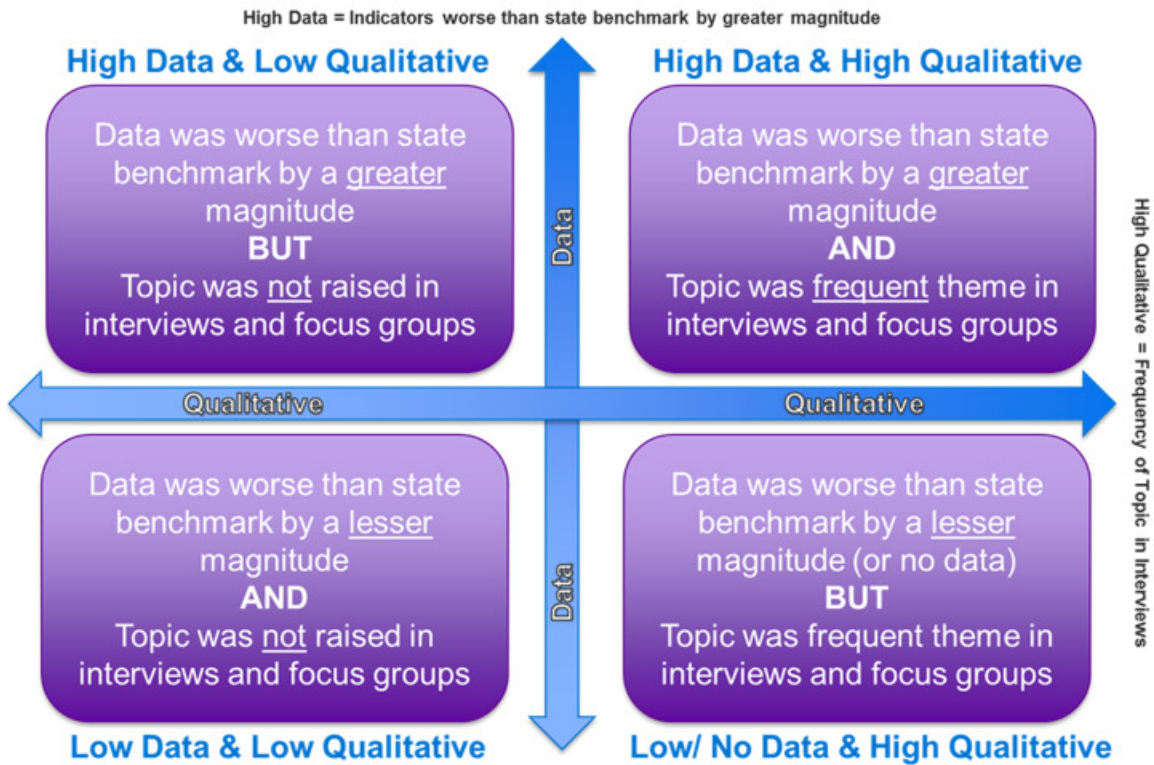 High Data = Indicators worse than state benchmark by greater magnitude
High Data & Low Qualitative
High Data & High Qualitative
Data was worse than state
benchmark by a greater
magnitude
BUT
Topic was not raised in
interviews and focus groups
Data was worse than state
benchmark by a greater
magnitude
AND
Topic was frequent theme in
interviews and focus groups
Data
High Qualitative = Frequency of Topic in Interviews
Qualitative
Qualitative
Data was worse than state
benchmark by a lesser
magnitude
AND
Topic was not raised in
interviews and focus groups
Data
Data was worse than state
benchmark by a lesser
magnitude (or no data)
BUT
Topic was frequent theme in
interviews and focus groups
Low Data & Low Qualitative
Low/ No Data & High Qualitative